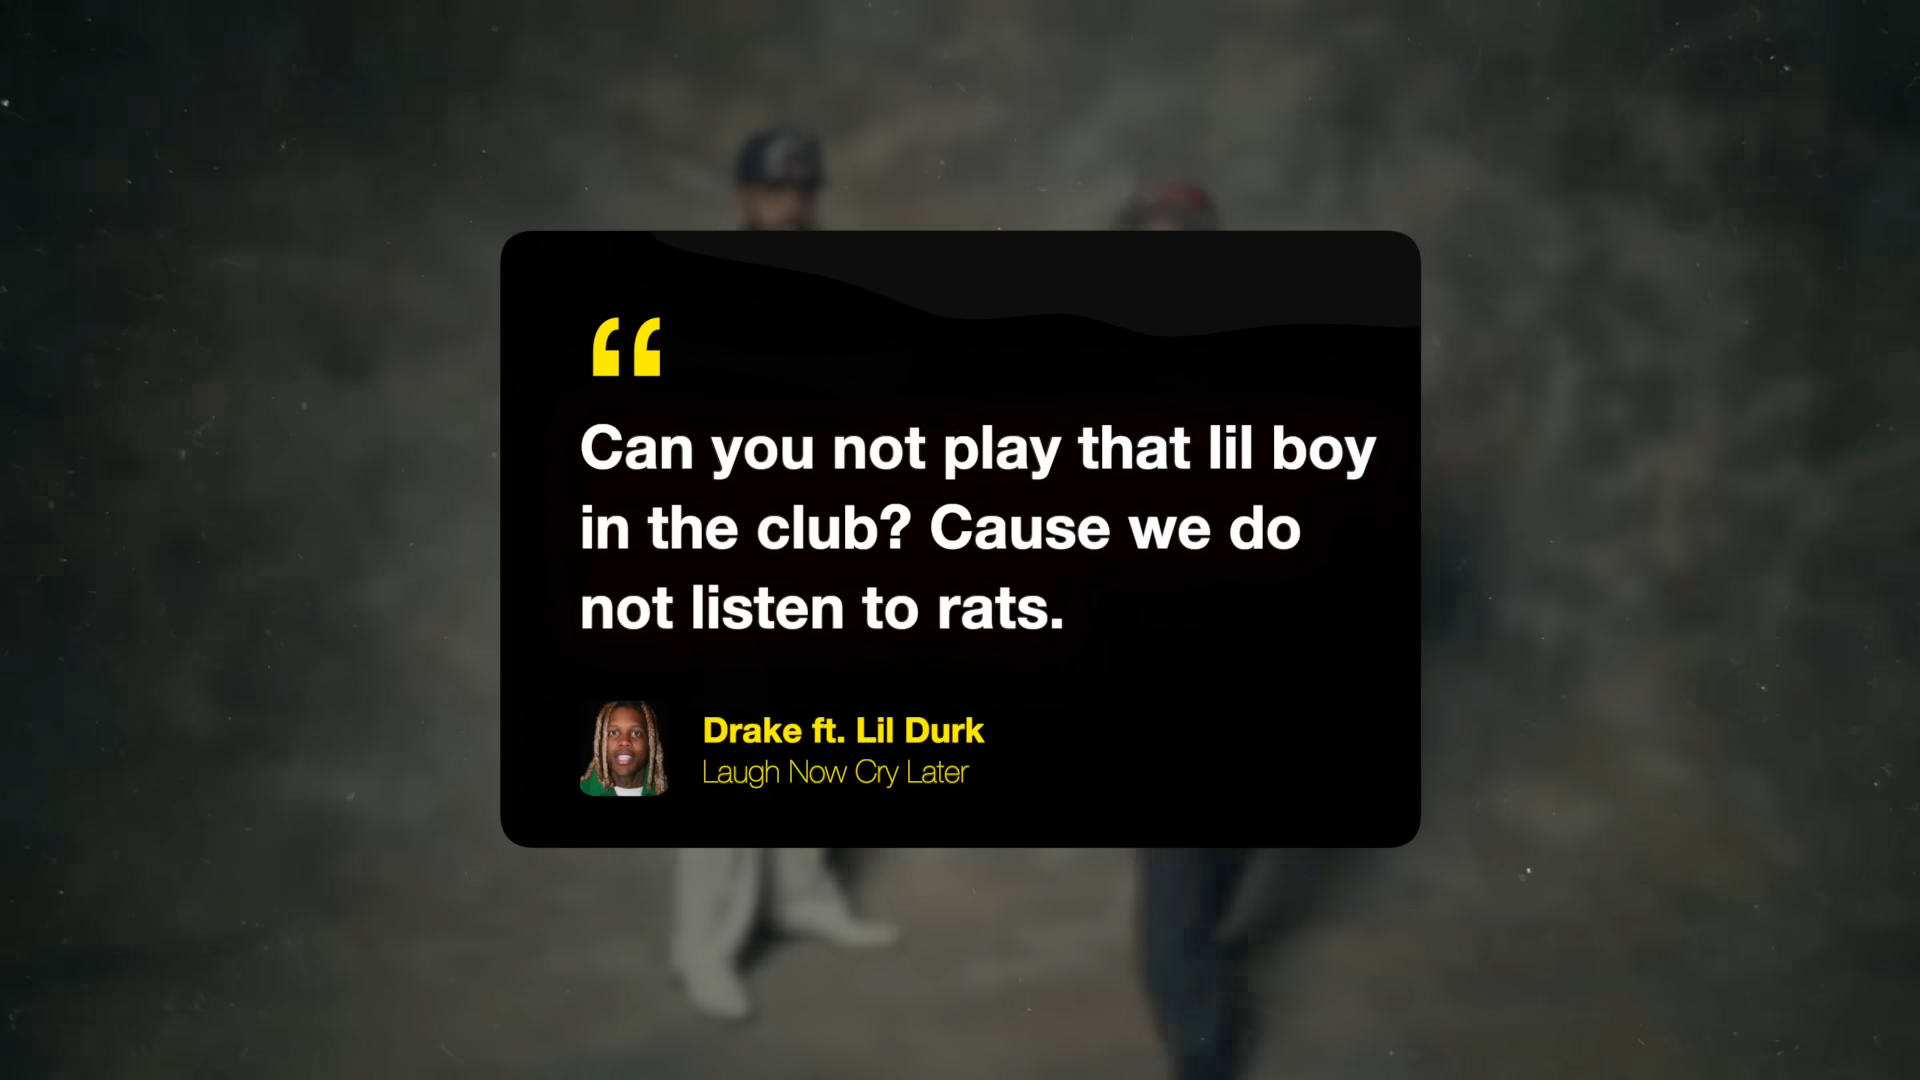 “
Can you not play that lil boy
in the club? Cause we do
not listen to rats.
Drake ft. Lil Durk
Laugh Now Cry Later